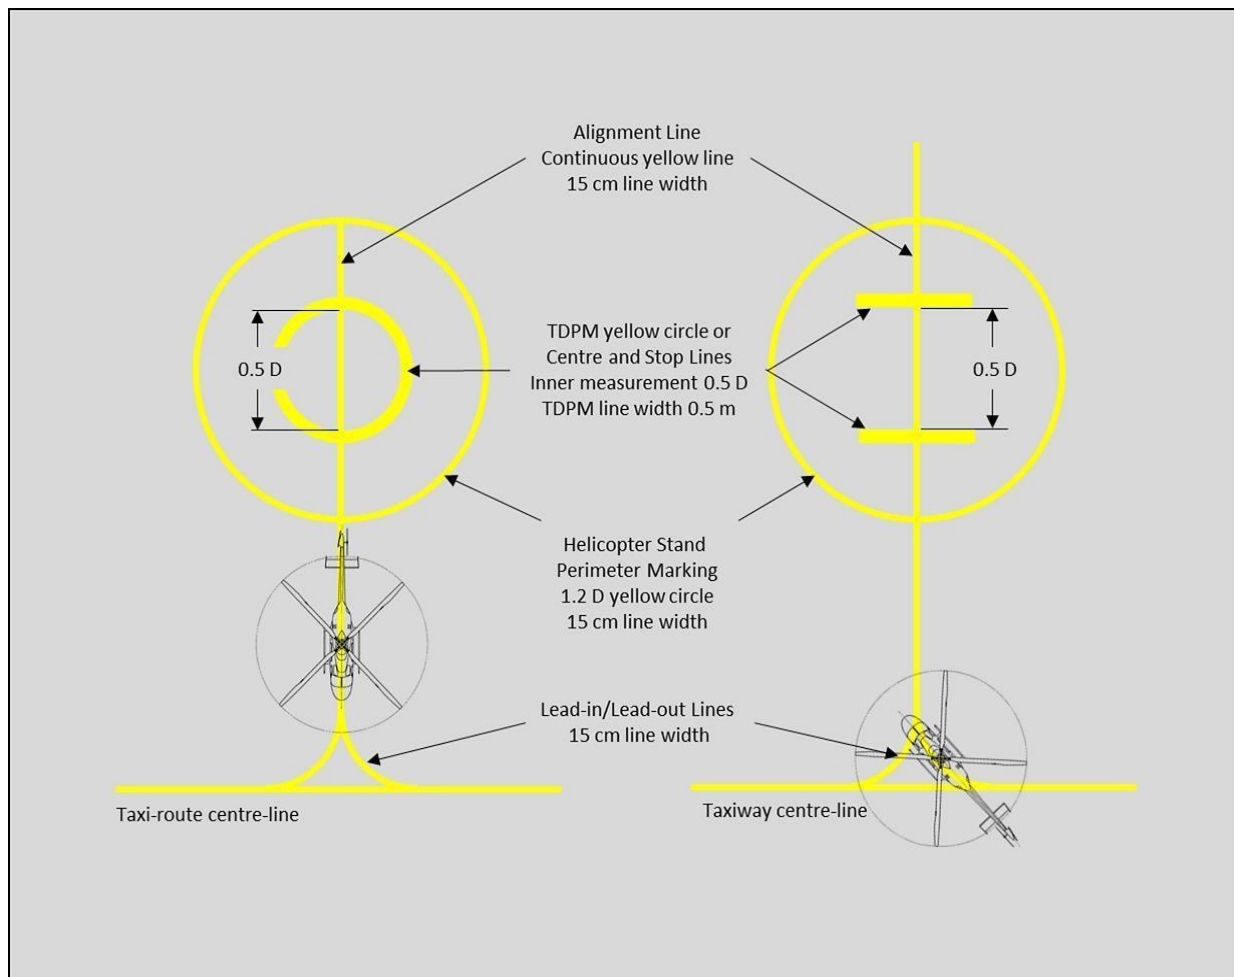 Alignment Line
Continuous yellow line
15 cm line width
TDPM yellow circle or
Centre and Stop Lines
Inner measurement 0.5 D
TDPM line width 0.5 m
0.5 D
0.5 D
Helicopter Stand
Perimeter Marking
1.2 D yellow circle
15 cm line width
Lead-in/Lead-out Lines
15 cm line width
Taxi-route centre-line
Taxiway centre-line